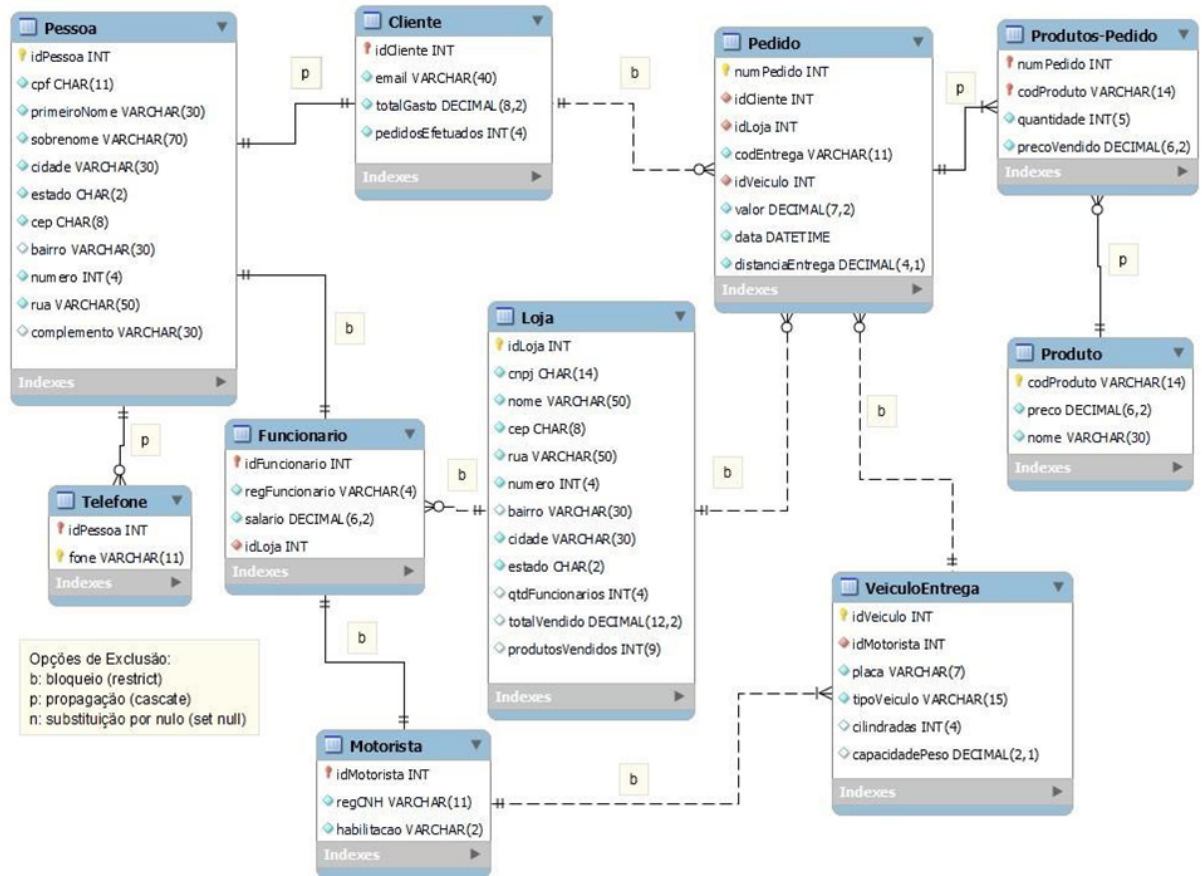 Pessoa
idPessoa INT
cpf CHAR(11)
primeiroNome VARCHAR(30)
sobrenome VARCHAR(70)
cidade VARCHAR(30)
estado CHAR(2)
cep CHAR(8)
bairro VARCHAR(30)
numero INT(4)
rua VARCHAR(50)
complemento VARCHAR(30)
Indexes
p
Cliente
idCliente INT
email VARCHAR(40)
totalGasto DECIMAL(8,2)
pedidosEfetuados INT(4)
Indexes
b
Pedido
numPedido INT
idCliente INT
idLoja INT
codEntrega VARCHAR(11)
idVeiculo INT
valor DECIMAL(7,2)
data DATETIME
distanciaEntrega DECIMAL(4,1)
Indexes
p
Produtos-Pedido
numPedido INT
codProduto VARCHAR(14)
quantidade INT(5)
precoVendido DECIMAL(6,2)
Indexes
p
Produto
codProduto VARCHAR(14)
preco DECIMAL(6,2)
nome VARCHAR(30)
Indexes
b
Loja
idLoja INT
cnpj CHAR(14)
nome VARCHAR(50)
cep CHAR(8)
rua VARCHAR(50)
numero INT(4)
bairro VARCHAR(30)
cidade VARCHAR(30)
estado CHAR(2)
qtdFuncionarios INT(4)
totalVendido DECIMAL(12,2)
produtosVendidos INT(9)
Indexes
b
b
p
Telefone
idPessoa INT
fone VARCHAR(11)
Indexes
Funcionario
idFuncionario INT
regFuncionario VARCHAR(4)
salario DECIMAL(6,2)
idLoja INT
Indexes
b
b
VeiculoEntrega
idVeiculo INT
idMotorista INT
placa VARCHAR(7)
tipoVeiculo VARCHAR(15)
cilindradas INT(4)
capacidadePeso DECIMAL(2,1)
Indexes
Opções de Exclusão:
b: bloqueio (restrict)
p: propagação (cascate)
n: substituição por nulo (set null)
Motorista
idMotorista INT
regCNH VARCHAR(11)
habilitacao VARCHAR(2)
Indexes
b